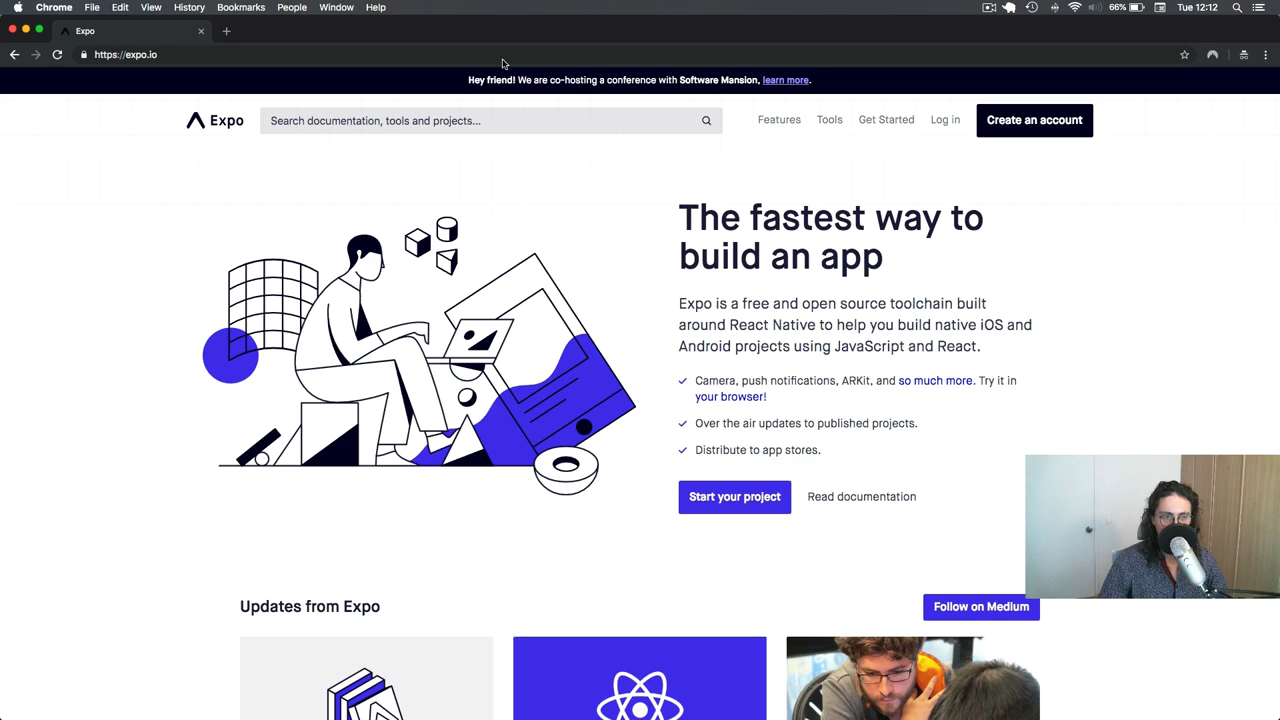 Chrome File Edit View History Bookmarks People Window Help 66% Tue 12:12
Expo
https://expo.io
Hey friend! We are co-hosting a conference with Software Mansion, learn more.
Expo
Search documentation, tools and projects...
Features Tools Get Started Log in Create an account
The fastest way to
build an app
Expo is a free and open source toolchain built
around React Native to help you build native iOS and
Android projects using JavaScript and React.
Camera, push notifications, ARKit, and so much more. Try it in
your browser!
Over the air updates to published projects.
Distribute to app stores.
Start your project Read documentation
Updates from Expo Follow on Medium